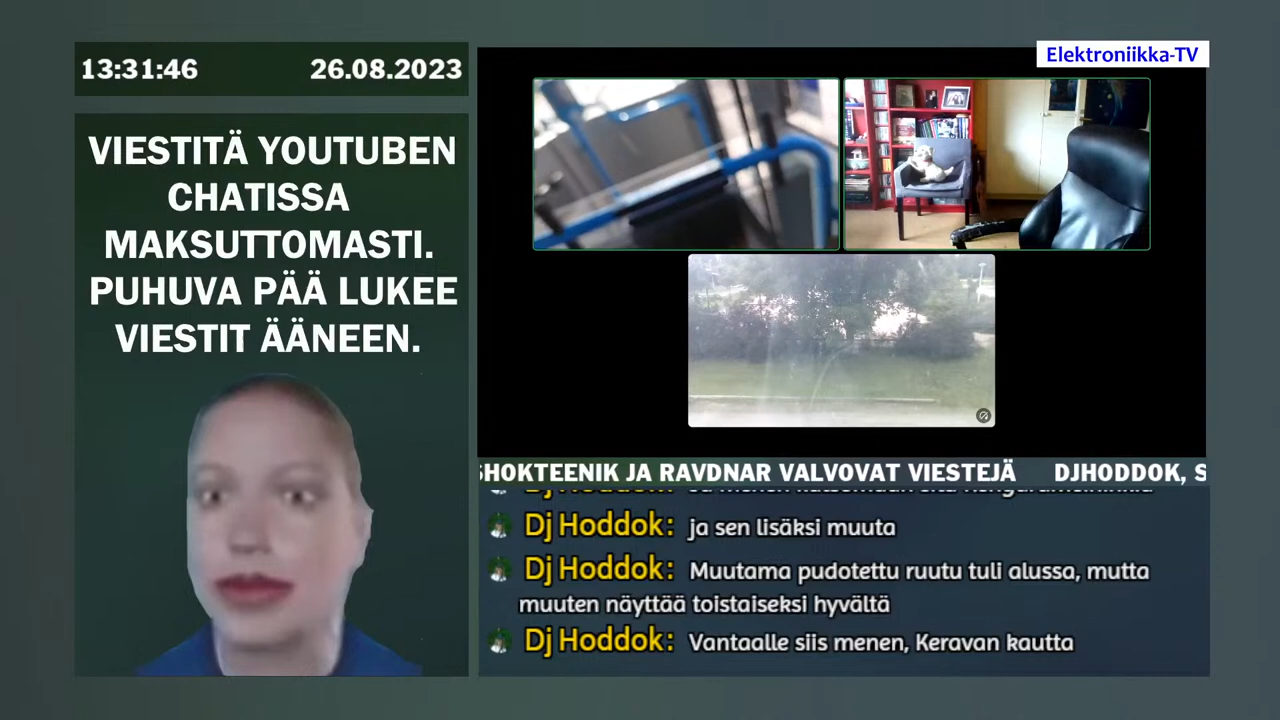 13:31:46 26.08.2023
Elektroniikka-TV
VIESTITÄ YOUTUBEN
CHATISSA
MAKSUTTOMASTI.
PUHUVA PÄÄ LUKEE
VIESTIT ÄÄNEEN.
SHOKTEENIK JA RAVDNAR VALVOVAT VIESTEJÄ DJHODDOK, S
Dj Hoddok: ja sen lisäksi muuta
Dj Hoddok: Muutama pudotettu ruutu tuli alussa, mutta
muuten näyttää toistaiseksi hyvältä
Dj Hoddok: Vantaalle siis menen, Keravan kautta